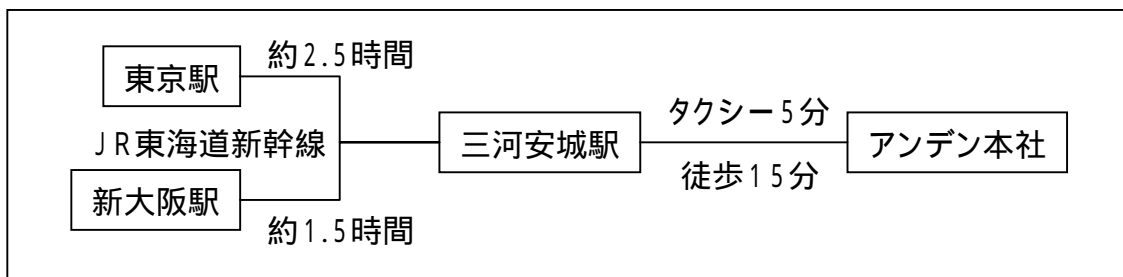 約2.5時間
東京駅
JR東海道新幹線
新大阪駅
約1.5時間
三河安城駅
タクシー5分
徒歩15分
アンデン本社